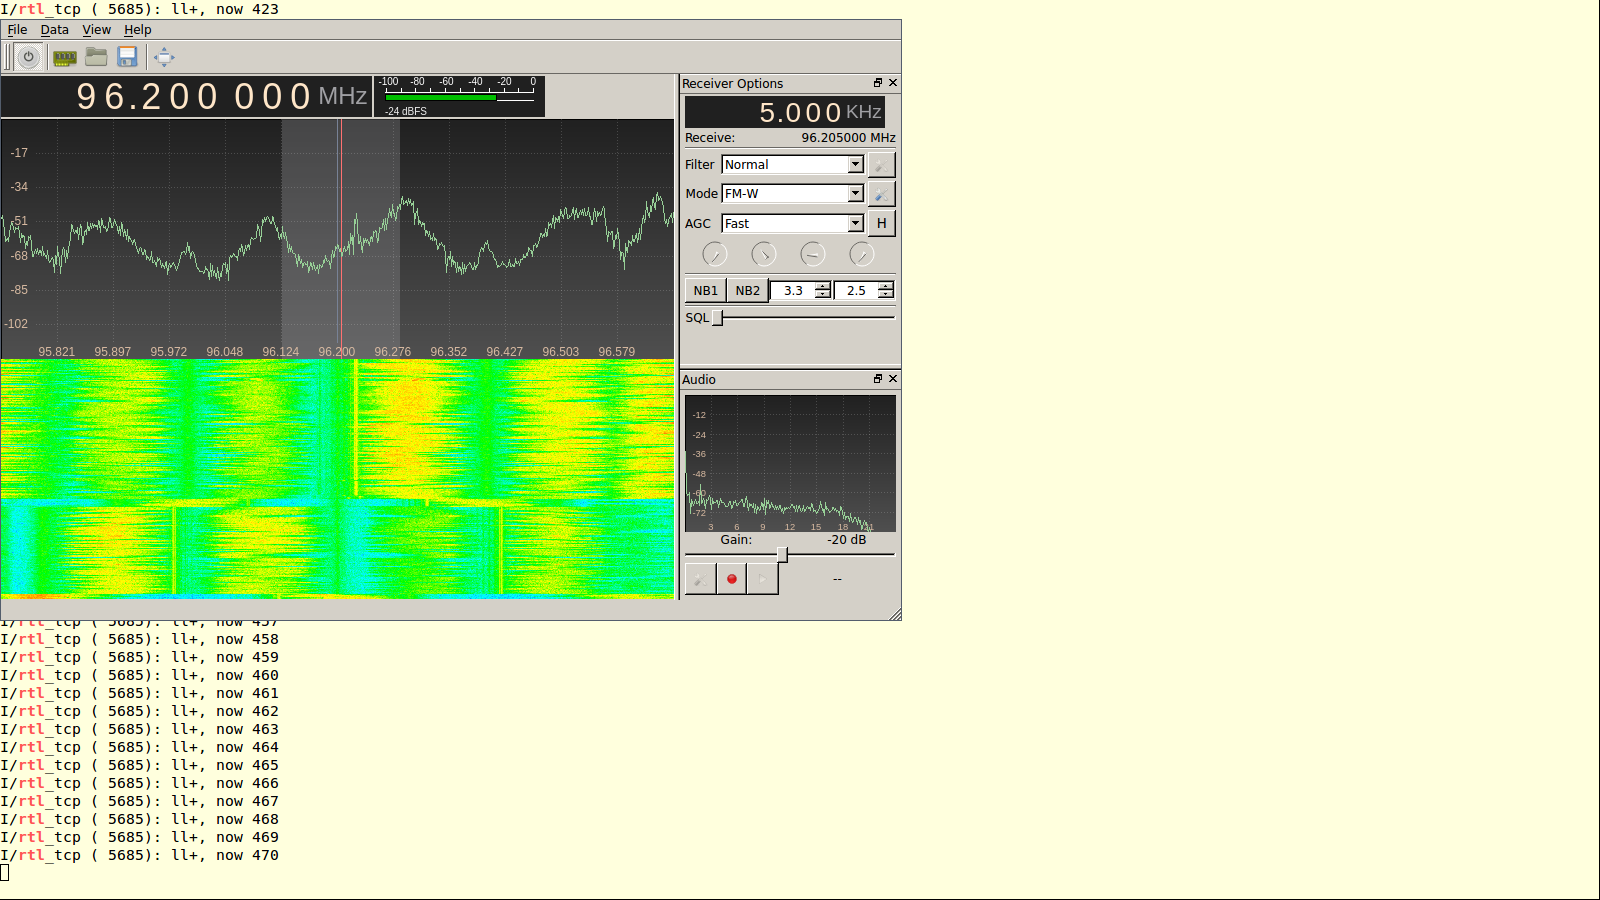 I/rtl_tcp ( 5685): ll+, now 423
File Data View Help
96.200 000 MHz
-100 -80 -60 -40 -20 0
-24 dBFS
-17
-34
-51
-68
-85
-102
95.821 95.897 95.972 96.048 96.124 96.200 96.276 96.352 96.427 96.503 96.579
Receiver Options
5.000 KHz
Receive: 96.205000 MHz
Filter Normal
Mode FM-W
AGC Fast H
NB1 NB2 3.3 2.5
SQL
Audio
-12
-24
-36
-48
-60
-72
3 6 9 12 15 18 21
Gain: -20 dB
--
I/rtl_tcp ( 5685): ll+, now 457
I/rtl_tcp ( 5685): ll+, now 458
I/rtl_tcp ( 5685): ll+, now 459
I/rtl_tcp ( 5685): ll+, now 460
I/rtl_tcp ( 5685): ll+, now 461
I/rtl_tcp ( 5685): ll+, now 462
I/rtl_tcp ( 5685): ll+, now 463
I/rtl_tcp ( 5685): ll+, now 464
I/rtl_tcp ( 5685): ll+, now 465
I/rtl_tcp ( 5685): ll+, now 466
I/rtl_tcp ( 5685): ll+, now 467
I/rtl_tcp ( 5685): ll+, now 468
I/rtl_tcp ( 5685): ll+, now 469
I/rtl_tcp ( 5685): ll+, now 470